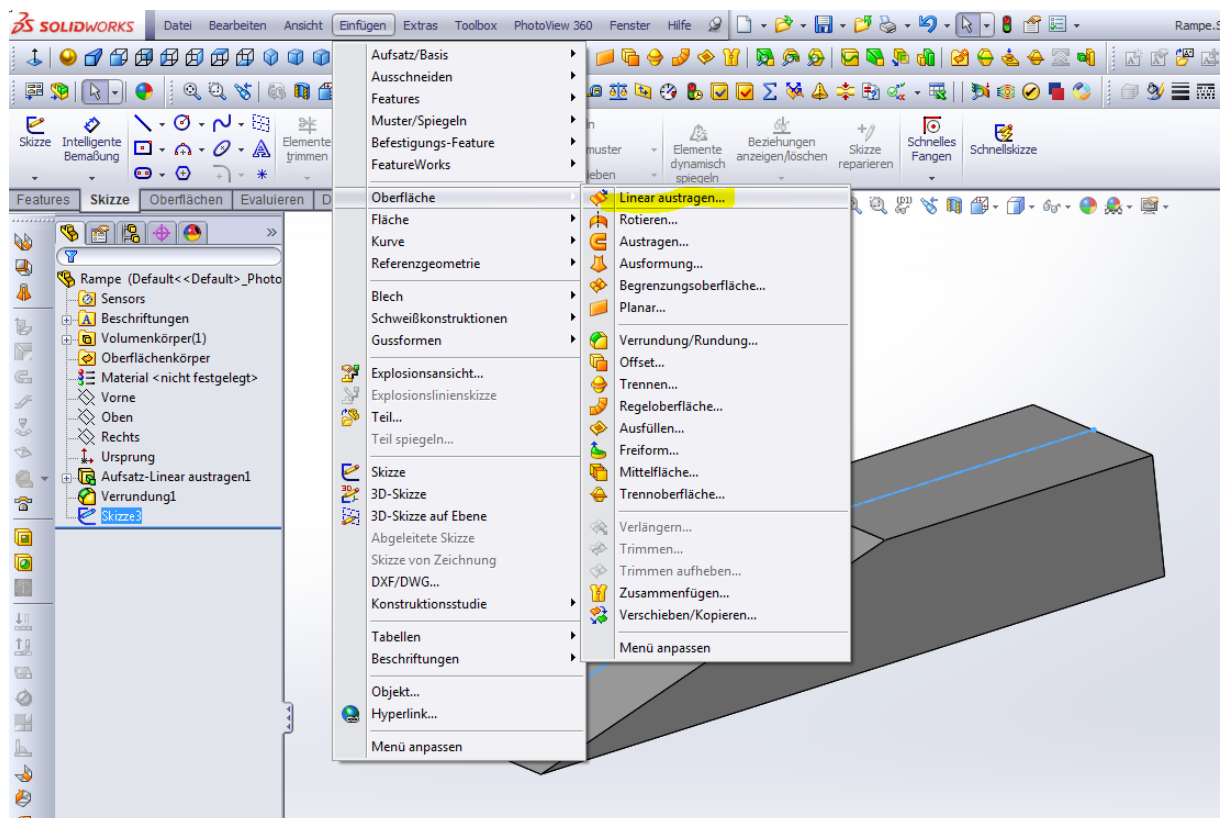 SOLIDWORKS Datei Bearbeiten Ansicht Einfügen Extras Toolbox PhotoView 360 Fenster Hilfe Rampe.S
Skizze
Intelligente Bemaßung
Elemente trimmen
muster
Elemente dynamisch spiegeln
Beziehungen anzeigen/löschen
Skizze reparieren
Schnelles Fangen
Schnellskizze
Features Skizze Oberflächen Evaluieren D
Rampe (Default<<Default>_Photo
Sensors
Beschriftungen
Volumenkörper(1)
Oberflächenkörper
Material <nicht festgelegt>
Vorne
Oben
Rechts
Ursprung
Aufsatz-Linear austragen1
Verrundung1
Skizze3
Aufsatz/Basis
Ausschneiden
Features
Muster/Spiegeln
Befestigungs-Feature
FeatureWorks
Oberfläche
Fläche
Kurve
Referenzgeometrie
Blech
Schweißkonstruktionen
Gussformen
Explosionsansicht...
Explosionslinienskizze
Teil...
Teil spiegeln...
Skizze
3D-Skizze
3D-Skizze auf Ebene
Abgeleitete Skizze
Skizze von Zeichnung
DXF/DWG...
Konstruktionsstudie
Tabellen
Beschriftungen
Objekt...
Hyperlink...
Menü anpassen
Linear austragen...
Rotieren...
Austragen...
Ausformung...
Begrenzungsoberfläche...
Planar...
Verrundung/Rundung...
Offset...
Trennen...
Regeloberfläche...
Ausfüllen...
Freiform...
Mittelfläche...
Trennoberfläche...
Verlängern...
Trimmen...
Trimmen aufheben...
Zusammenfügen...
Verschieben/Kopieren...
Menü anpassen